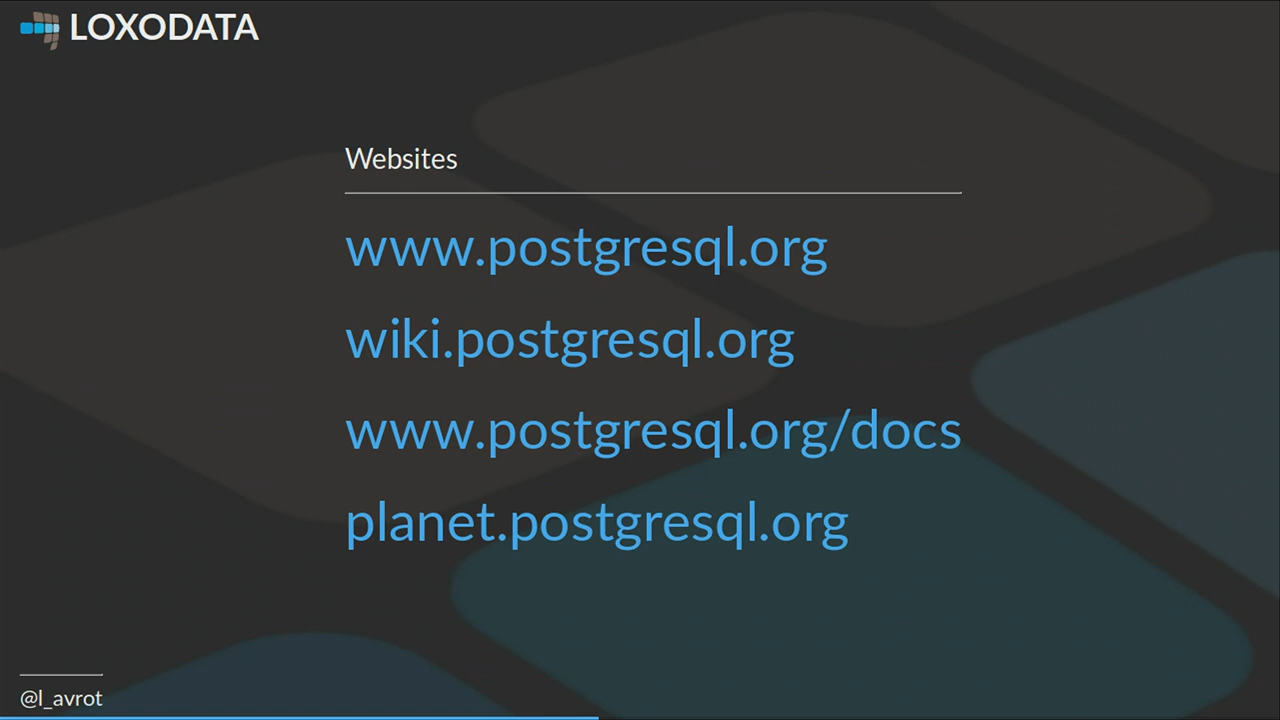 LOXODATA
Websites
www.postgresql.org
wiki.postgresql.org
www.postgresql.org/docs
planet.postgresql.org
@l_avrot